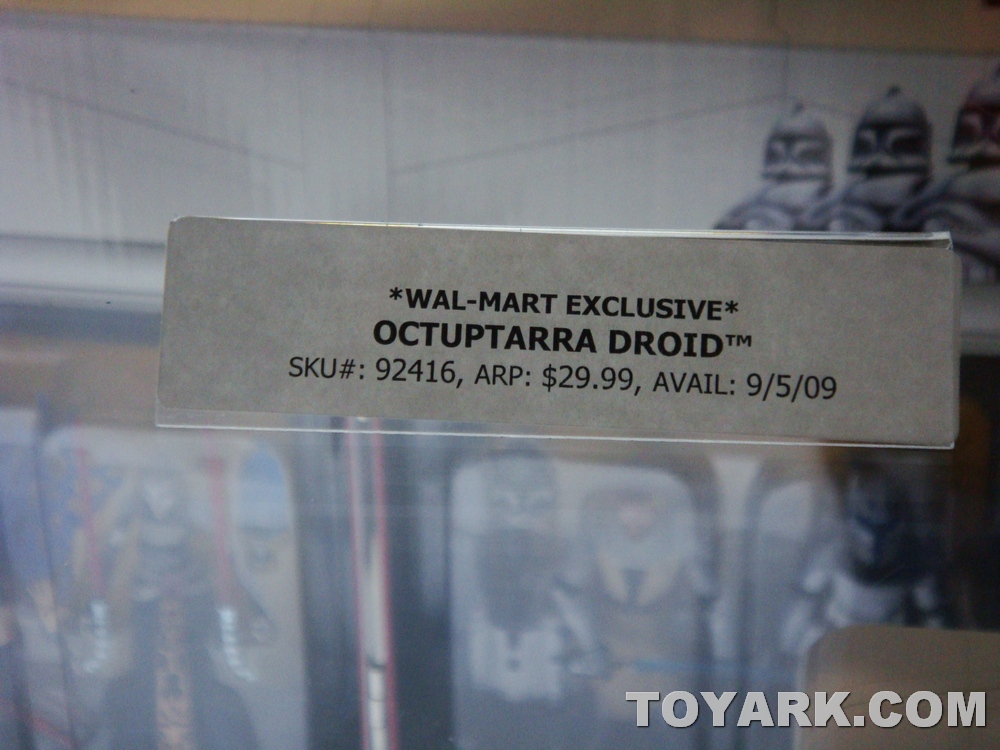 *WAL-MART EXCLUSIVE*
OCTUPTARRA DROID™
SKU#: 92416, ARP: $29.99, AVAIL: 9/5/09
TOYARK.COM